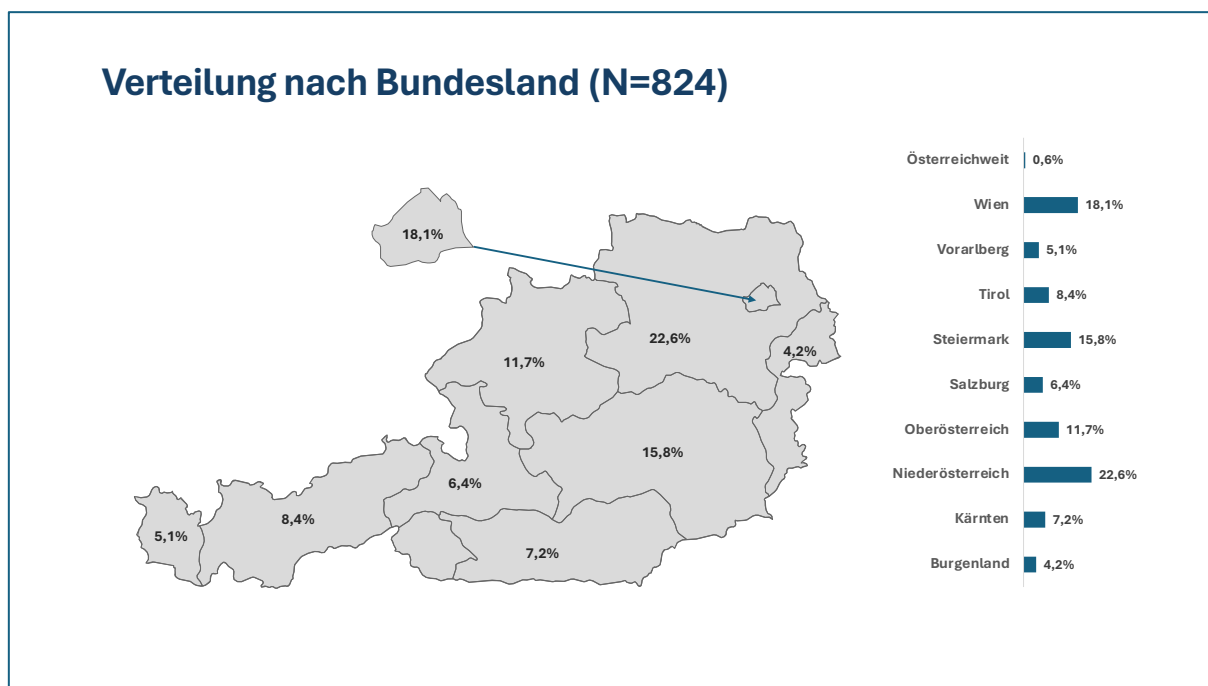 Verteilung nach Bundesland (N=824)
18,1%
22,6%
4,2%
11,7%
15,8%
6,4%
8,4%
5,1%
7,2%
Österreichweit 0,6%
Wien 18,1%
Vorarlberg 5,1%
Tirol 8,4%
Steiermark 15,8%
Salzburg 6,4%
Oberösterreich 11,7%
Niederösterreich 22,6%
Kärnten 7,2%
Burgenland 4,2%